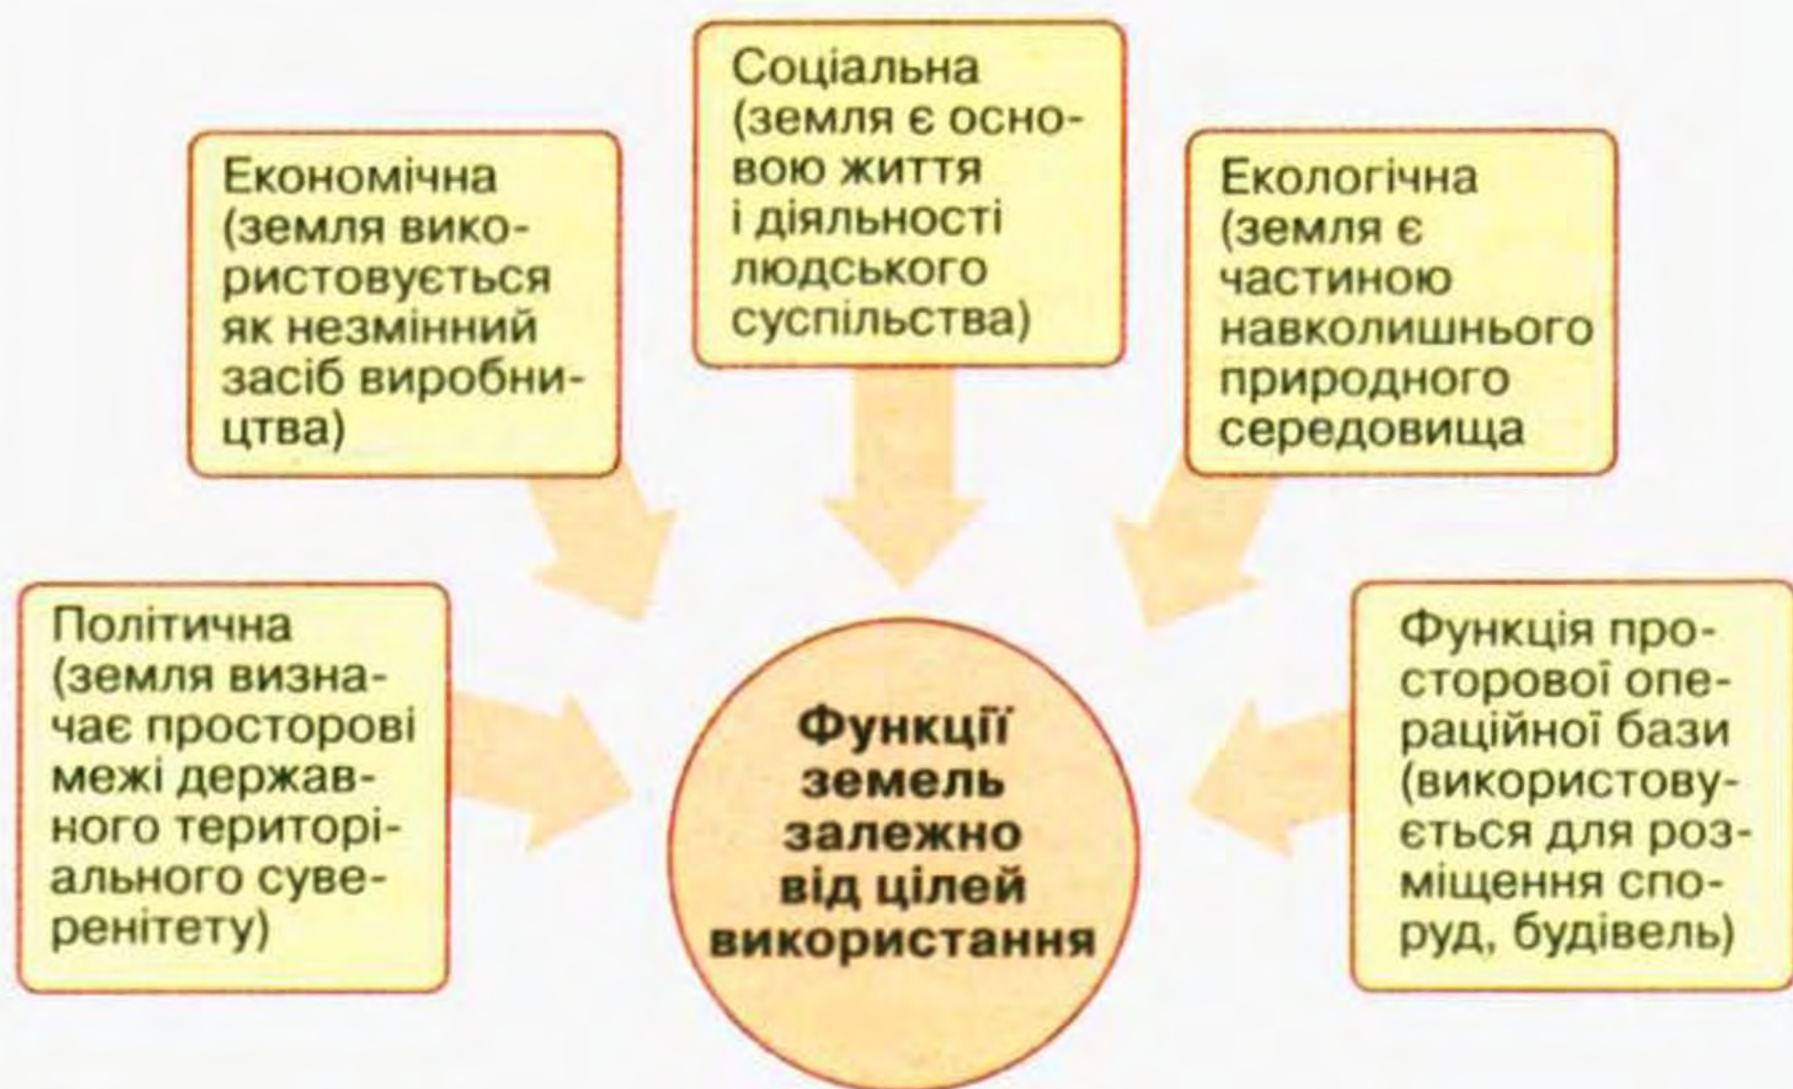 Соціальна
(земля є осно-
вою життя
і діяльності
людського
суспільства)
Економічна
(земля вико-
ристовується
як незмінний
засіб виробни-
цтва)
Екологічна
(земля є
частиною
навколишнього
природного
середовища
Політична
(земля визна-
чає просторові
межі держав-
ного територі-
ального суве-
ренітету)
Функція про-
сторової опе-
раційної бази
(використову-
ється для роз-
міщення спо-
руд, будівель)
Функції
земель
залежно
від цілей
використання